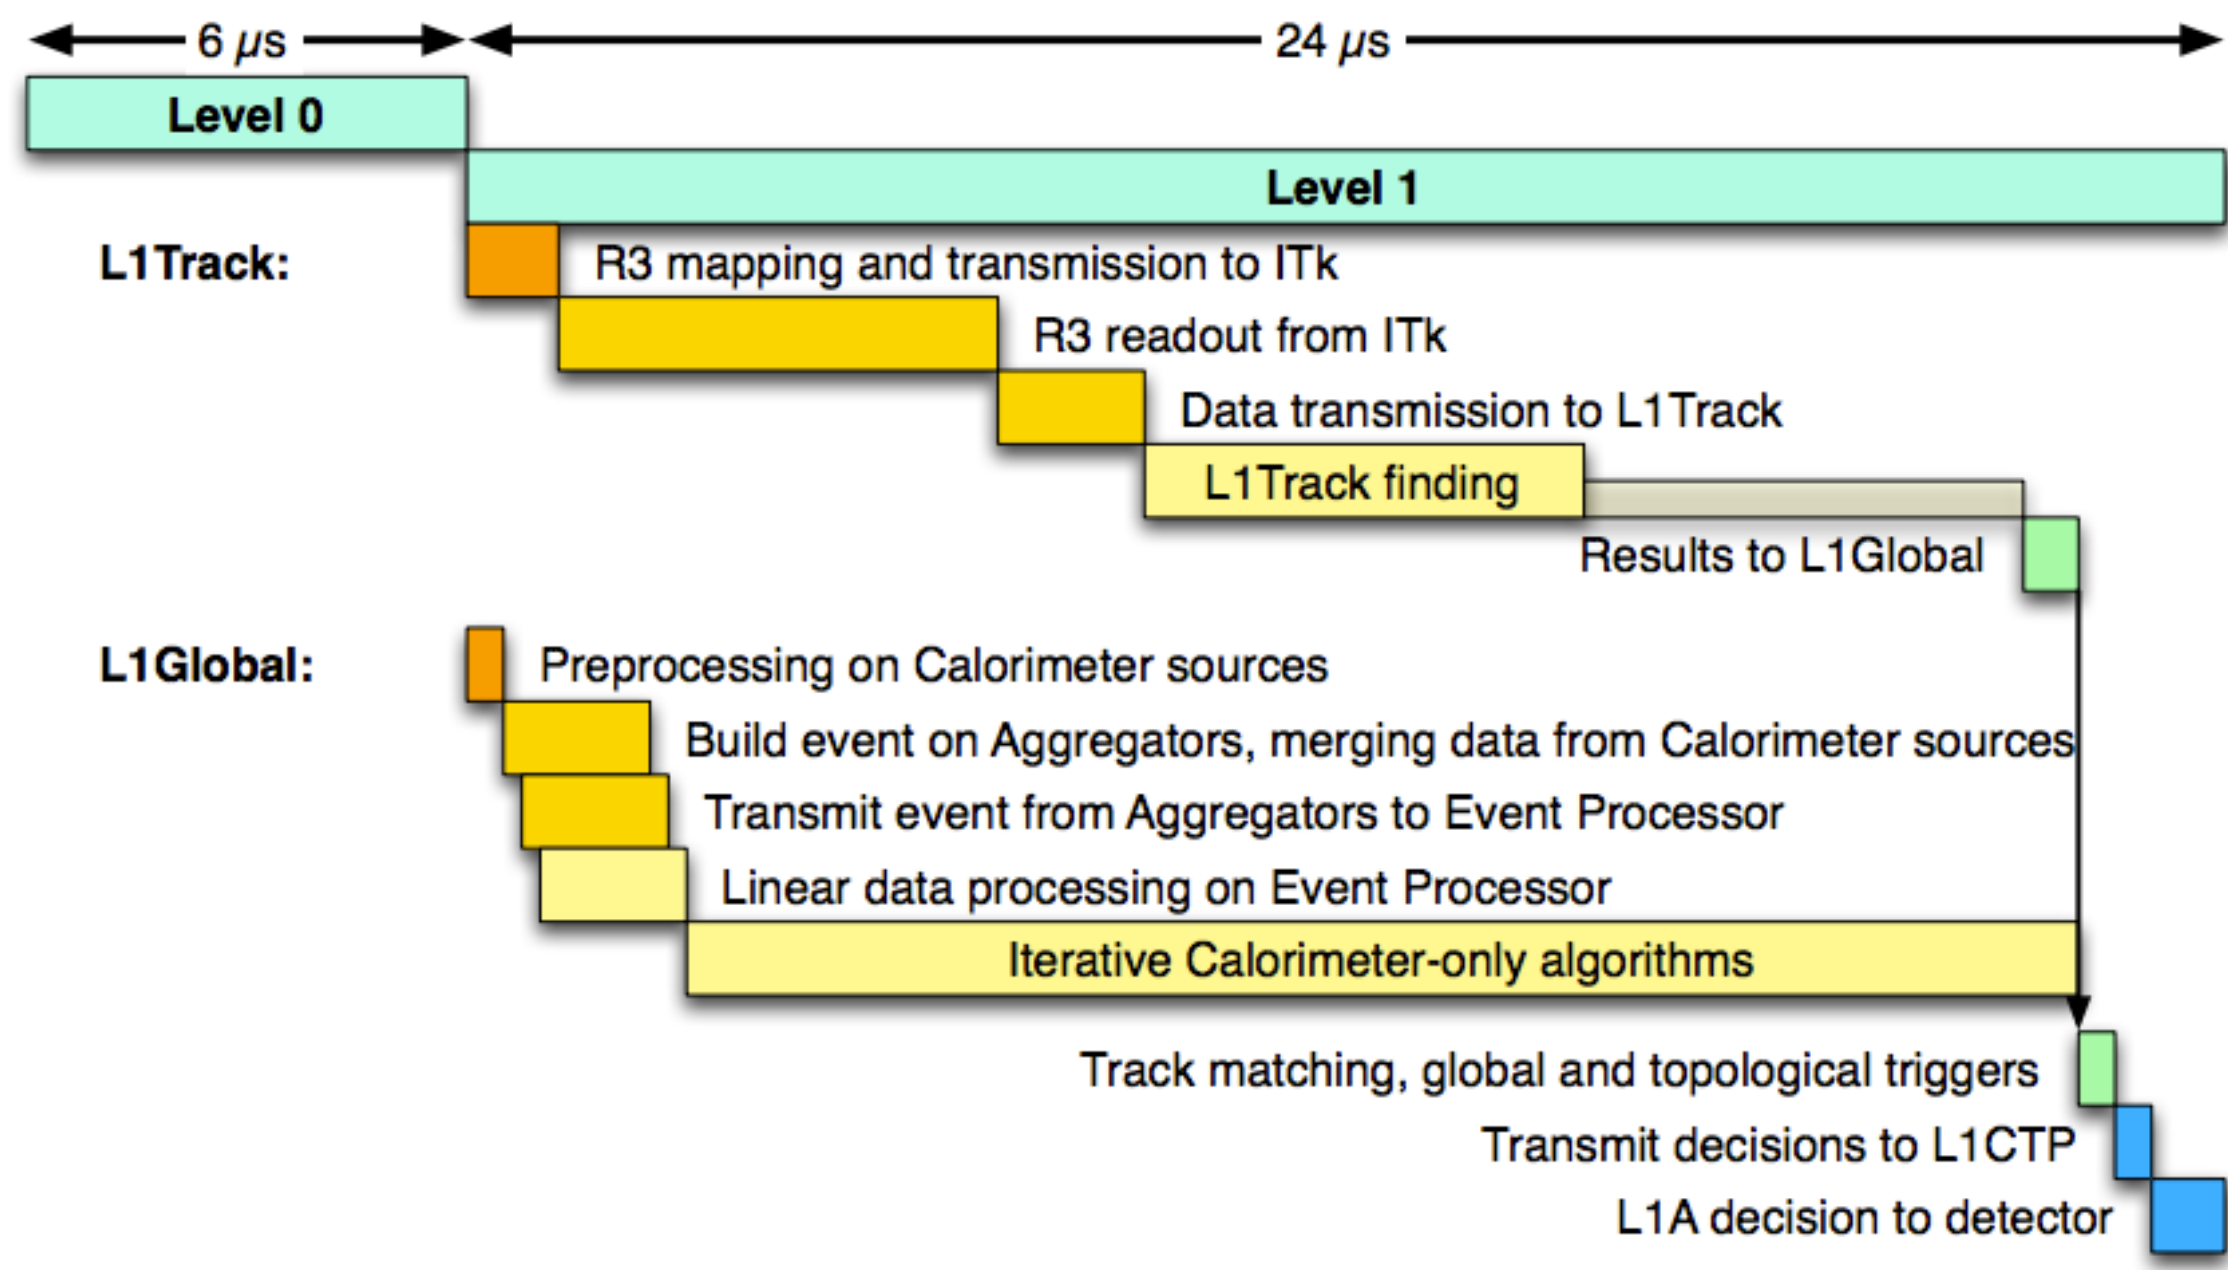 6 µs
24 µs
Level 0
Level 1
L1Track:
R3 mapping and transmission to ITk
R3 readout from ITk
Data transmission to L1Track
L1Track finding
Results to L1Global
L1Global:
Preprocessing on Calorimeter sources
Build event on Aggregators, merging data from Calorimeter sources
Transmit event from Aggregators to Event Processor
Linear data processing on Event Processor
Iterative Calorimeter-only algorithms
Track matching, global and topological triggers
Transmit decisions to L1CTP
L1A decision to detector